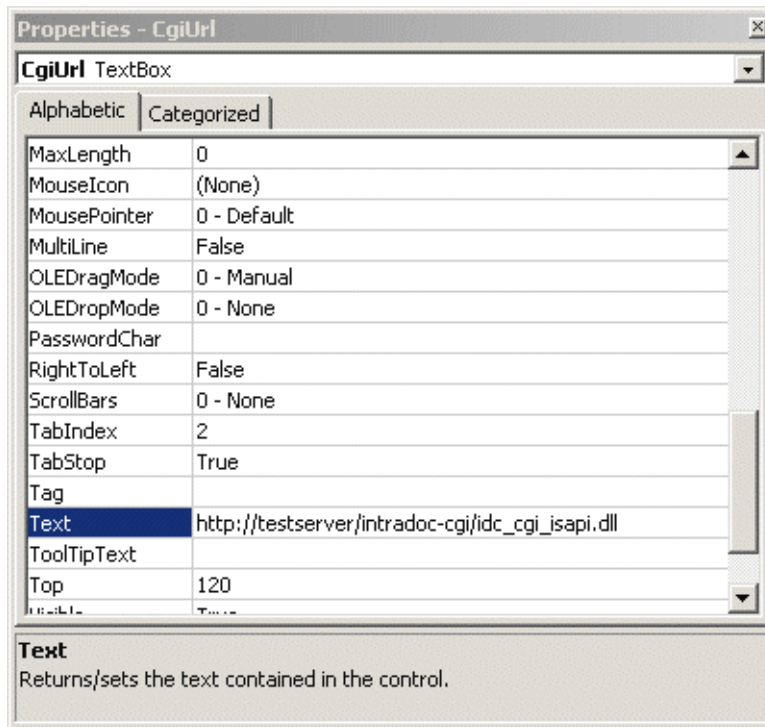 Properties - CgiUrl
CgiUrl TextBox
Alphabetic Categorized
MaxLength 0
MouseIcon (None)
MousePointer 0 - Default
MultiLine False
OLEDragMode 0 - Manual
OLEDropMode 0 - None
PasswordChar
RightToLeft False
ScrollBars 0 - None
TabIndex 2
TabStop True
Tag
Text http://testserver/intradoc-cgi/idc_cgi_isapi.dll
ToolTipText
Top 120
Visible True
Text
Returns/sets the text contained in the control.